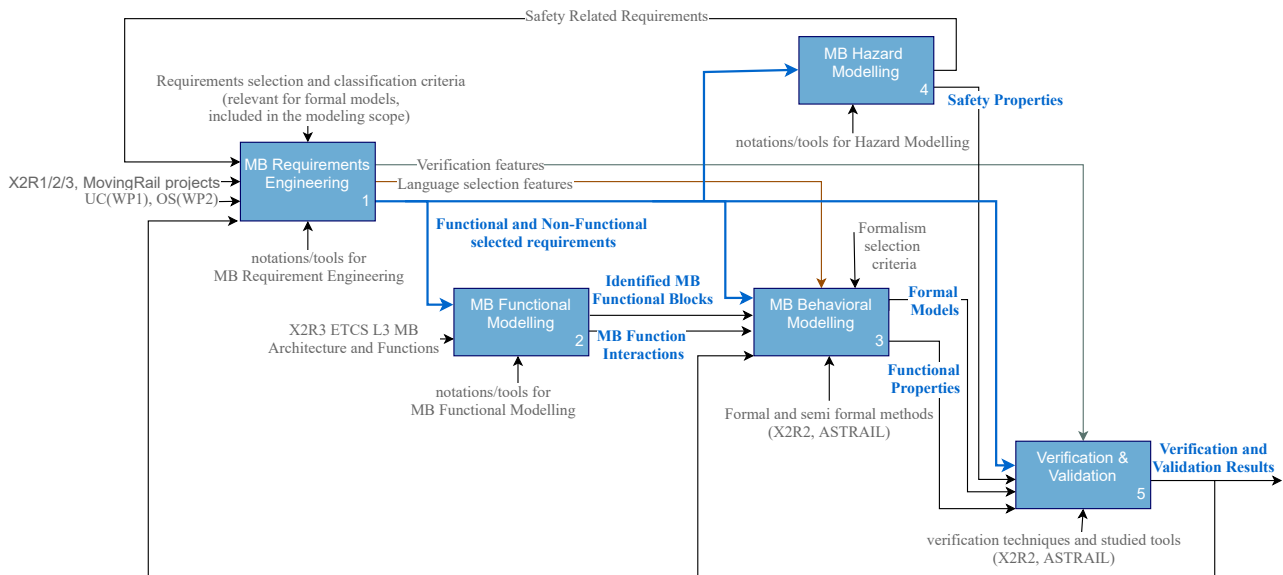 Safety Related Requirements
MB Hazard
Modelling
4
Safety Properties
notations/tools for Hazard Modelling
Requirements selection and classification criteria
(relevant for formal models,
included in the modeling scope)
MB Requirements
Engineering
1
X2R1/2/3, MovingRail projects
UC(WP1), OS(WP2)
Verification features
Language selection features
notations/tools for
MB Requirement Engineering
Functional and Non-Functional
selected requirements
Formalism
selection
criteria
Identified MB
Functional Blocks
MB Functional
Modelling
2
MB Function
Interactions
X2R3 ETCS L3 MB
Architecture and Functions
notations/tools for
MB Functional Modelling
MB Behavioral
Modelling
3
Formal
Models
Functional
Properties
Formal and semi formal methods
(X2R2, ASTRAIL)
Verification &
Validation
5
Verification and
Validation Results
verification techniques and studied tools
(X2R2, ASTRAIL)